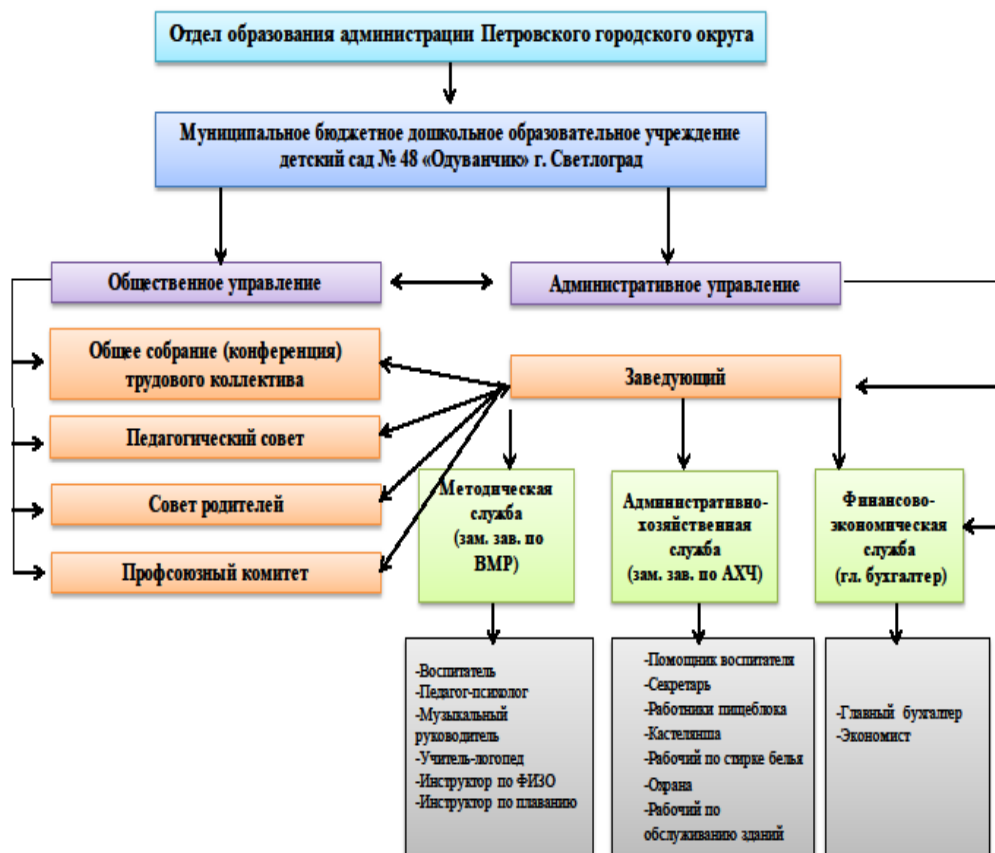 Отдел образования администрации Петровского городского округа
Муниципальное бюджетное дошкольное образовательное учреждение
детский сад № 48 «Одуванчик» г. Светлоград
Общественное управление
Административное управление
Общее собрание (конференция)
трудового коллектива
Заведующий
Педагогический совет
Совет родителей
Профсоюзный комитет
Методическая
служба
(зам. зав. по
ВМР)
Административно-
хозяйственная
служба
(зам. зав. по АХЧ)
Финансово-
экономическая
служба
(гл. бухгалтер)
-Воспитатель
-Педагог-психолог
-Музыкальный
руководитель
-Учитель-логопед
-Инструктор по ФИЗО
-Инструктор по плаванию
-Помощник воспитателя
-Секретарь
-Работники пищеблока
-Кастелянша
-Рабочий по стирке белья
-Охрана
-Рабочий по
обслуживанию зданий
-Главный бухгалтер
-Экономист